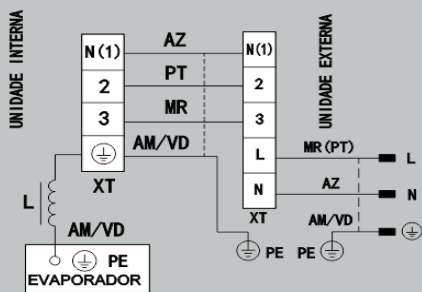 UNIDADE INTERNA
N(1)
2
3
XT
AZ
PT
MR
AM/VD
N(1)
2
3
L
N
XT
UNIDADE EXTERNA
MR(PT)
L
AZ
N
AM/VD
PE
PE
L
AM/VD
PE
EVAPORADOR